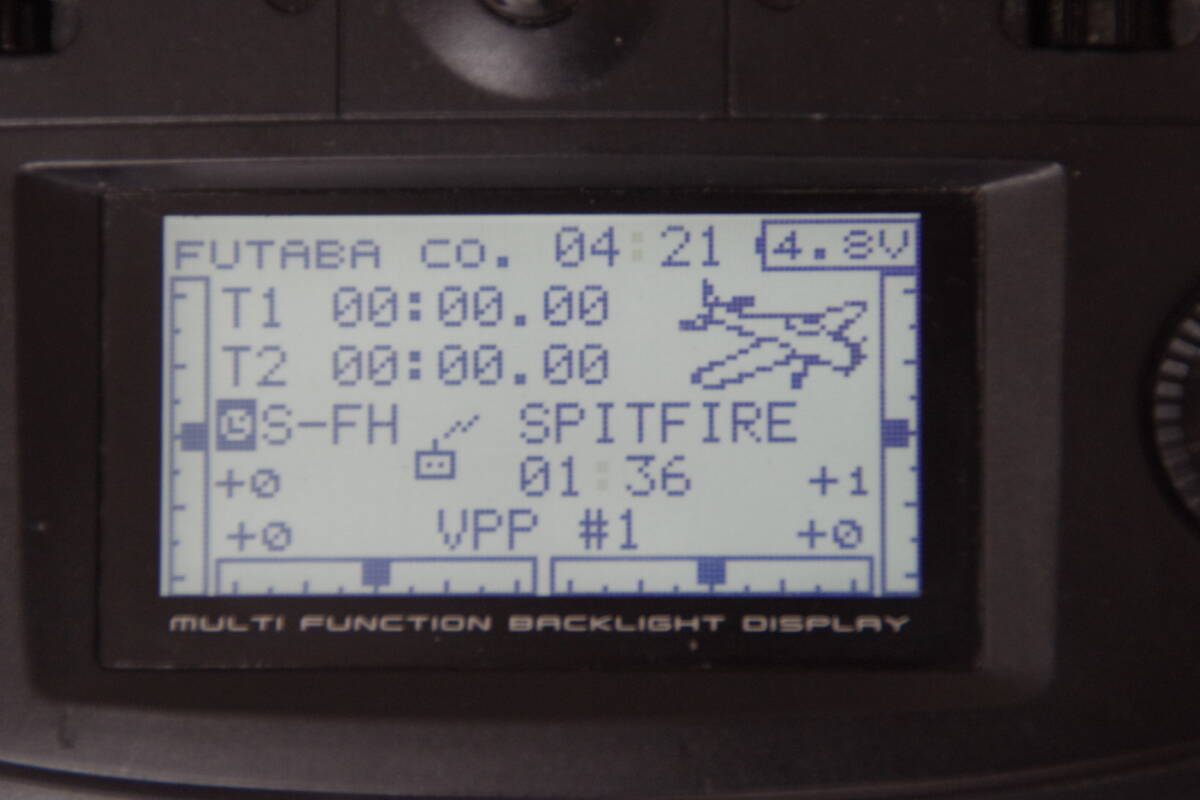 FUTABA CO. 04:21 4.8V
T1 00:00.00
T2 00:00.00
S-FH SPITFIRE
+0 01:36 +1
+0 VPP #1 +0
MULTI FUNCTION BACKLIGHT DISPLAY